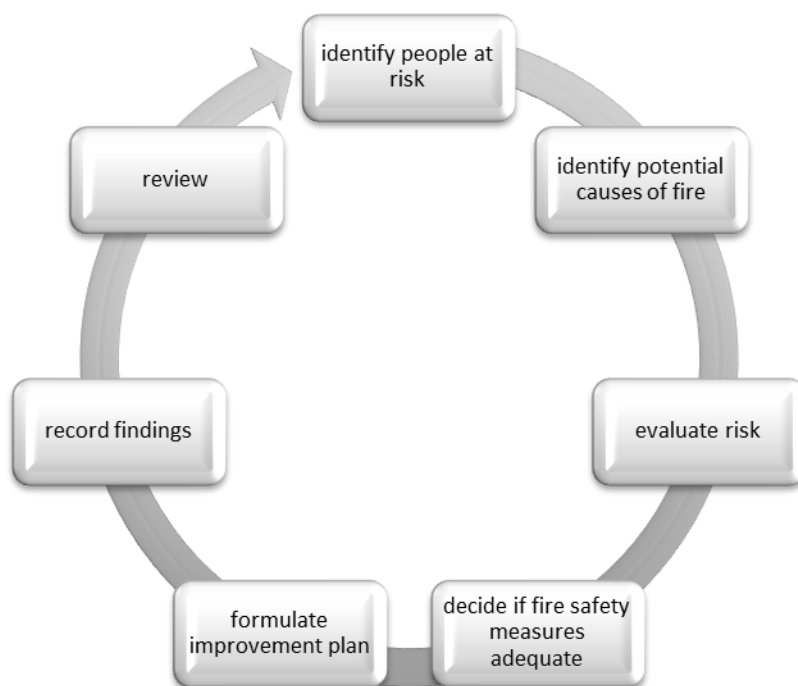 identify people at
risk
identify potential
causes of fire
evaluate risk
decide if fire safety
measures
adequate
formulate
improvement plan
record findings
review